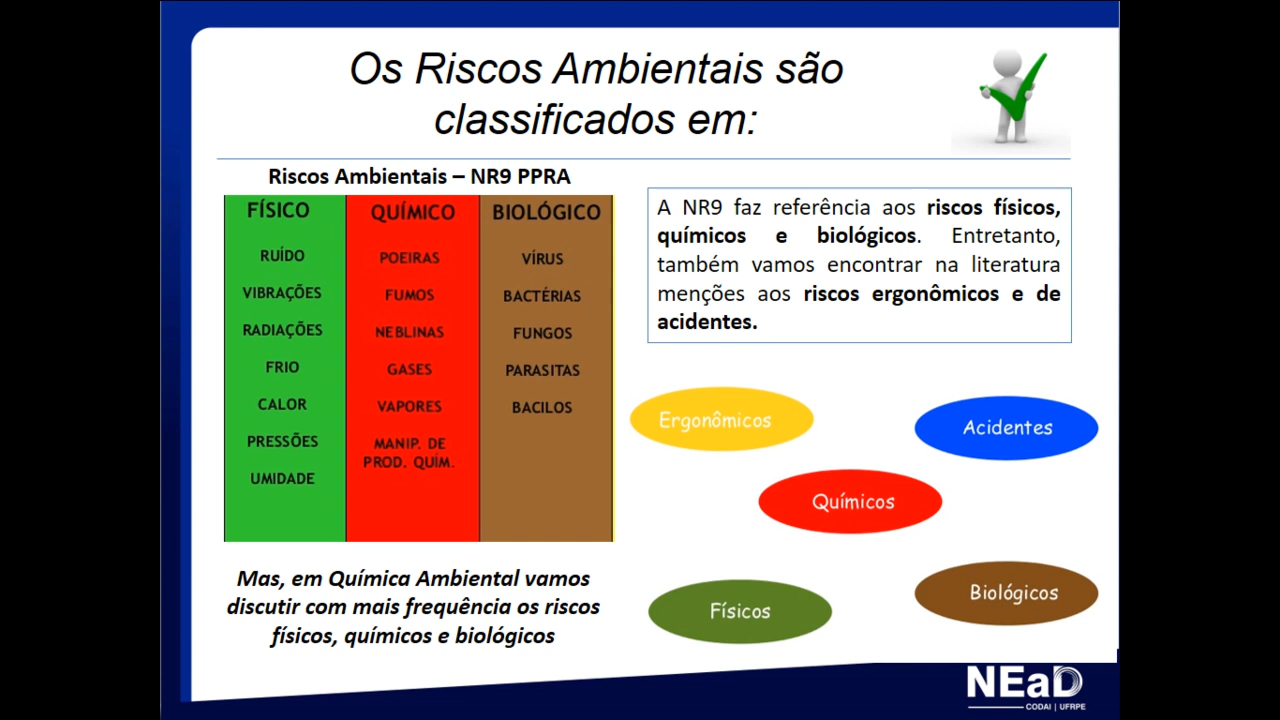 Os Riscos Ambientais são
classificados em:
Riscos Ambientais – NR9 PPRA
FÍSICO
RUÍDO
VIBRAÇÕES
RADIAÇÕES
FRIO
CALOR
PRESSÕES
UMIDADE
QUÍMICO
POEIRAS
FUMOS
NEBLINAS
GASES
VAPORES
MANIP. DE
PROD. QUÍM.
BIOLÓGICO
VÍRUS
BACTÉRIAS
FUNGOS
PARASITAS
BACILOS
Mas, em Química Ambiental vamos
discutir com mais frequência os riscos
físicos, químicos e biológicos
A NR9 faz referência aos riscos físicos,
químicos e biológicos. Entretanto,
também vamos encontrar na literatura
menções aos riscos ergonômicos e de
acidentes.
Ergonômicos
Acidentes
Químicos
Físicos
Biológicos
NEaD
CODAI | UFRPE